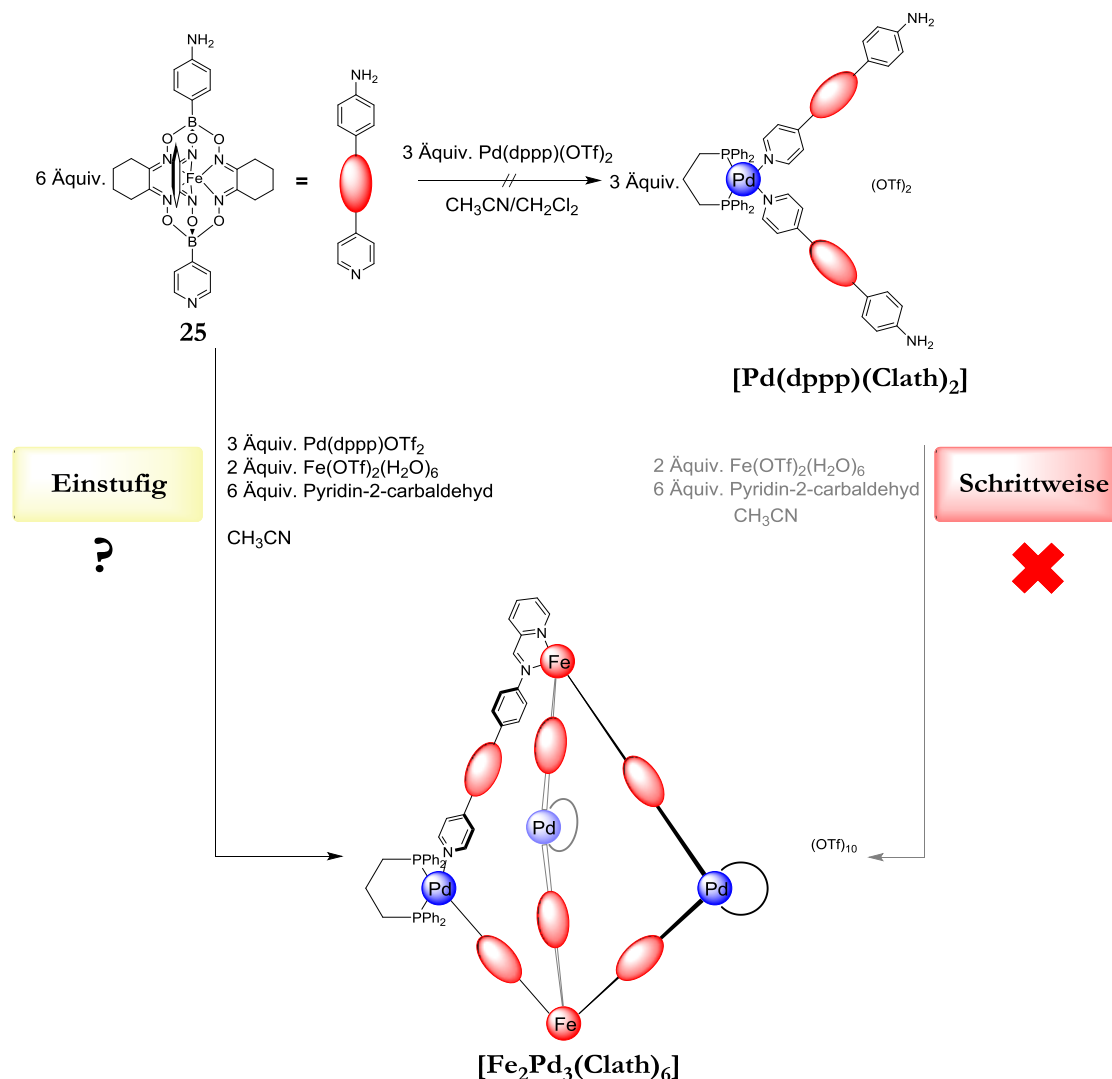 NH2
B
O
O
O
N
N
N
N
Fe
N
N
O
O
O
B
N
25
6 Äquiv.
=
NH2
N
3 Äquiv. Pd(dppp)(OTf)2
CH3CN/CH2Cl2
3 Äquiv.
PPh2
Pd
PPh2
N
N
NH2
NH2
(OTf)2
[Pd(dppp)(Clath)2]
Einstufig
?
3 Äquiv. Pd(dppp)OTf2
2 Äquiv. Fe(OTf)2(H2O)6
6 Äquiv. Pyridin-2-carbaldehyd
CH3CN
2 Äquiv. Fe(OTf)2(H2O)6
6 Äquiv. Pyridin-2-carbaldehyd
CH3CN
Schrittweise
N
N
Fe
Pd
N
PPh2
Pd
PPh2
Pd
(OTf)10
Fe
[Fe2Pd3(Clath)6]